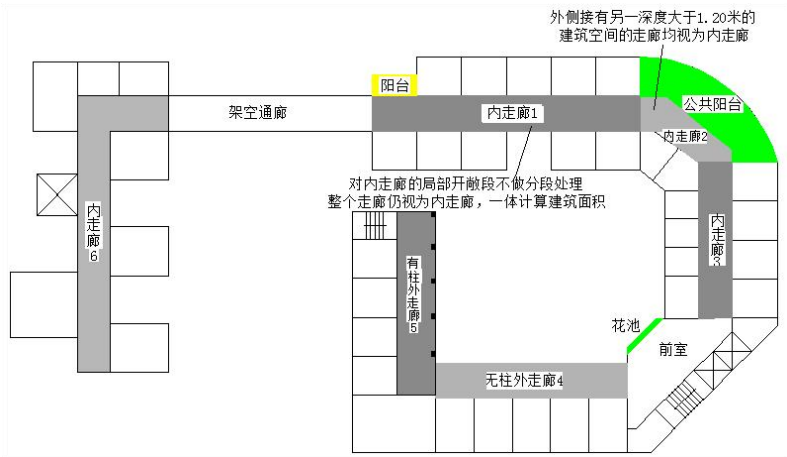 外侧接有另一深度大于1.20米的
建筑空间的走廊均视为内走廊
阳台
公共阳台
架空通廊
内走廊1
内走廊2
对内走廊的局部开敞段不做分段处理
整个走廊仍视为内走廊，一体计算建筑面积
内走廊6
内走廊3
有柱外走廊5
花池
前室
无柱外走廊4